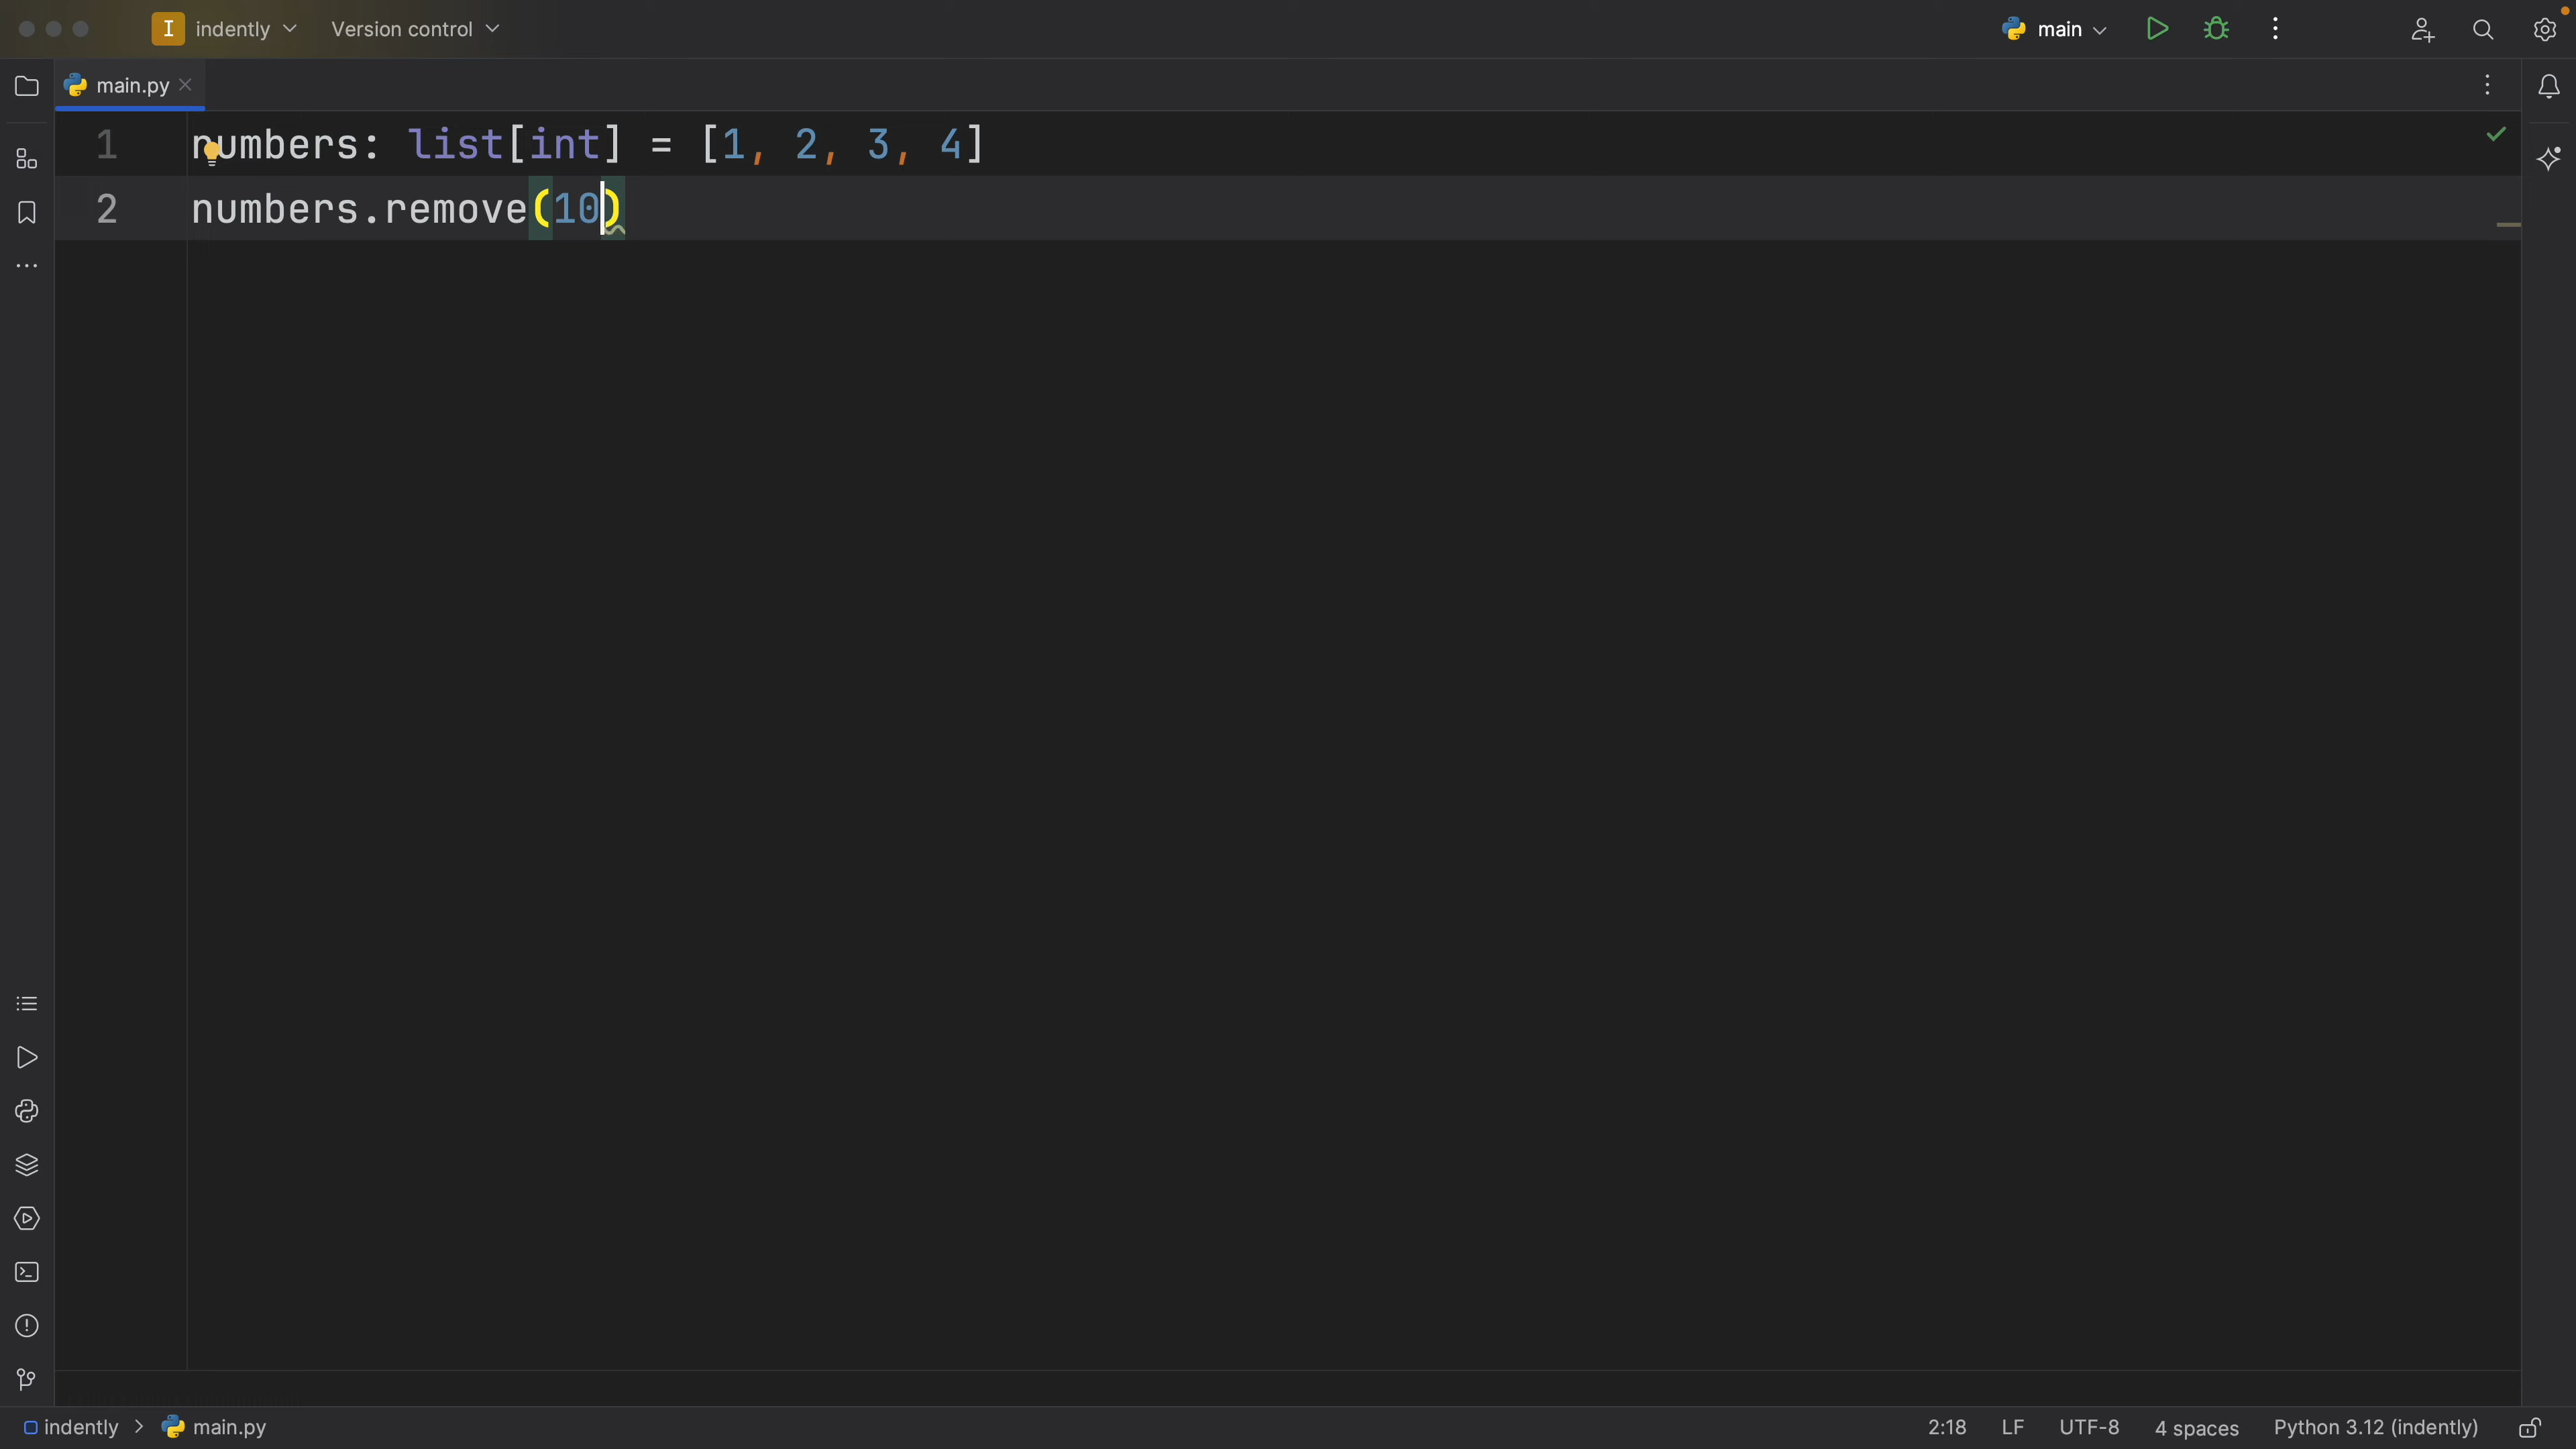 I indently Version control main
main.py
1 numbers: list[int] = [1, 2, 3, 4]
2 numbers.remove(10)
indently > main.py 2:18 LF UTF-8 4 spaces Python 3.12 (indently)